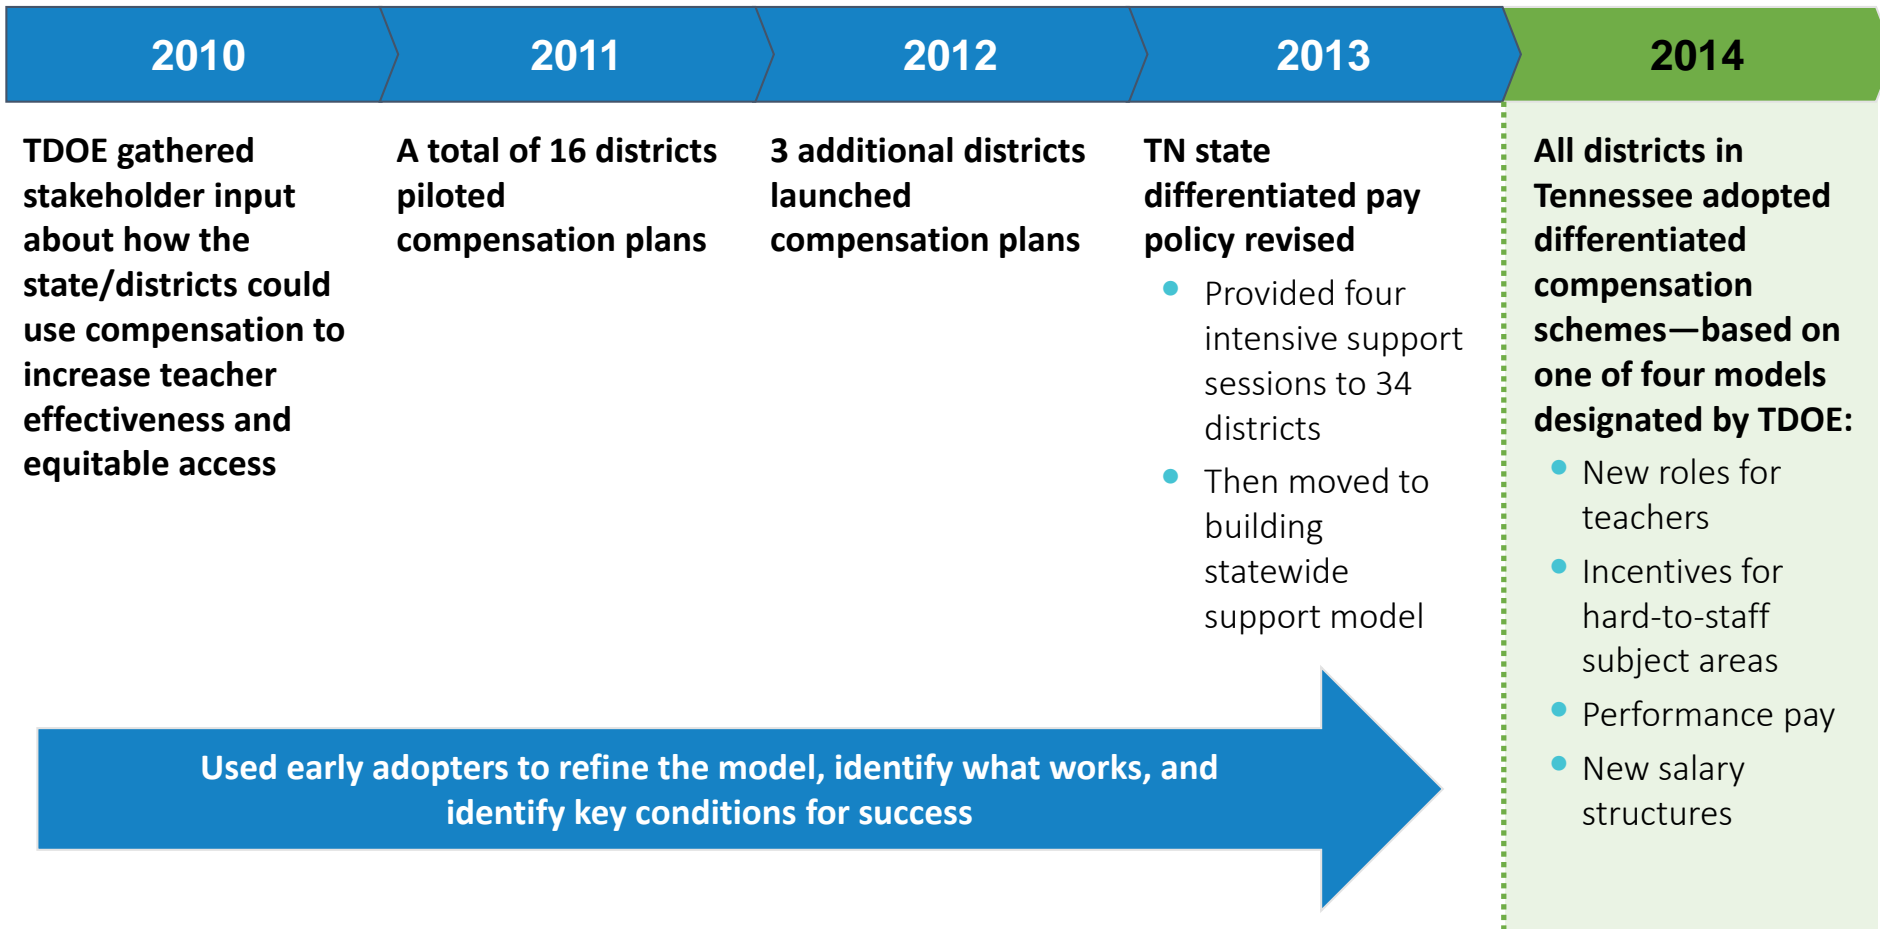 2010
2011
2012
2013
2014
TDOE gathered
stakeholder input
about how the
state/districts could
use compensation to
increase teacher
effectiveness and
equitable access
A total of 16 districts
piloted
compensation plans
3 additional districts
launched
compensation plans
TN state
differentiated pay
policy revised
• Provided four
intensive support
sessions to 34
districts
• Then moved to
building
statewide
support model
All districts in
Tennessee adopted
differentiated
compensation
schemes—based on
one of four models
designated by TDOE:
• New roles for
teachers
• Incentives for
hard-to-staff
subject areas
• Performance pay
• New salary
structures
Used early adopters to refine the model, identify what works, and
identify key conditions for success